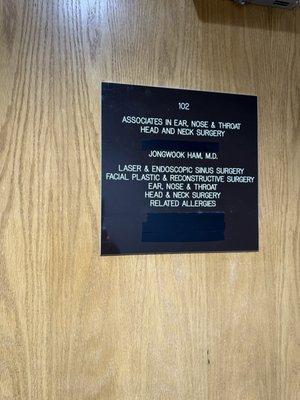 102
ASSOCIATES IN EAR, NOSE & THROAT
HEAD AND NECK SURGERY
JONGWOOK HAM, M.D.
LASER & ENDOSCOPIC SINUS SURGERY
FACIAL PLASTIC & RECONSTRUCTIVE SURGERY
EAR, NOSE & THROAT
HEAD & NECK SURGERY
RELATED ALLERGIES